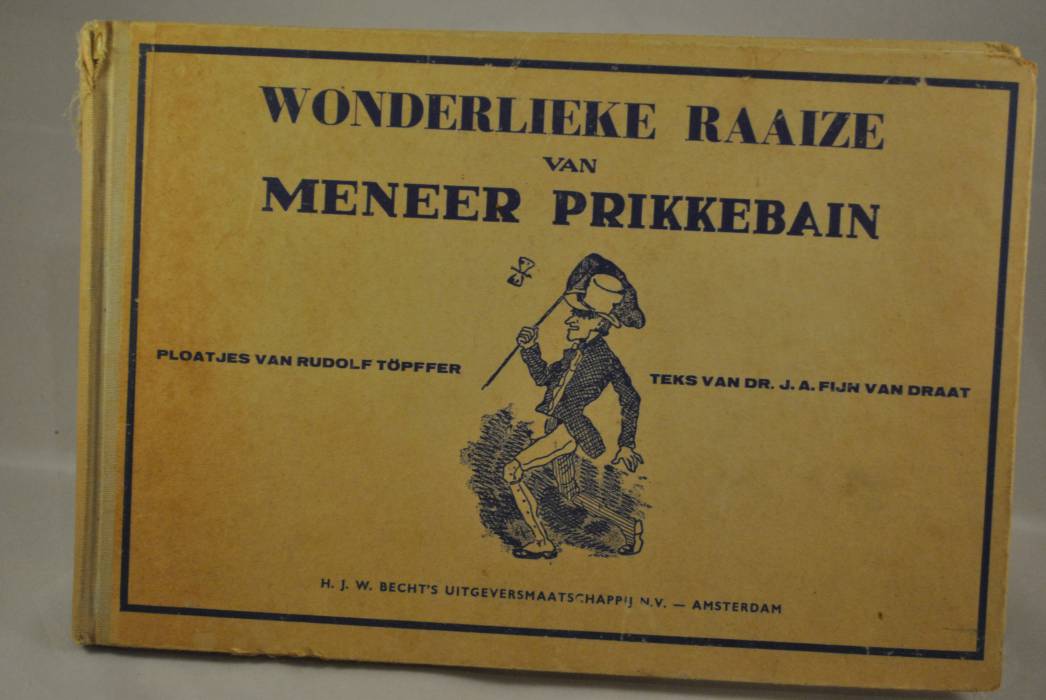 WONDERLIEKE RAAIZE
VAN
MENEER PRIKKEBAIN
PLOATJES VAN RUDOLF TÖPFFER
TEKS VAN DR. J. A. FIJN VAN DRAAT
H. J. W. BECHT'S UITGEVERSMAATSCHAPPIJ N.V. — AMSTERDAM